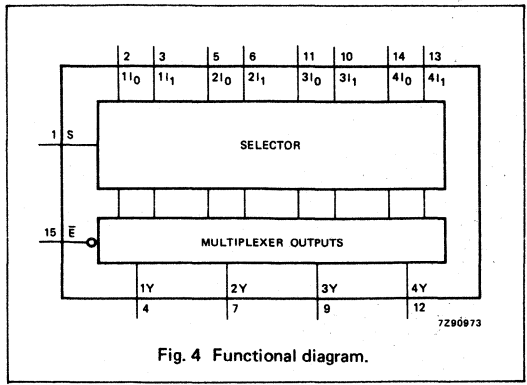 2 3 5 6 11 10 14 13
1I0 1I1 2I0 2I1 3I0 3I1 4I0 4I1
1 S
SELECTOR
15 E̅
MULTIPLEXER OUTPUTS
1Y 2Y 3Y 4Y
4 7 9 12
7Z90973
Fig. 4 Functional diagram.